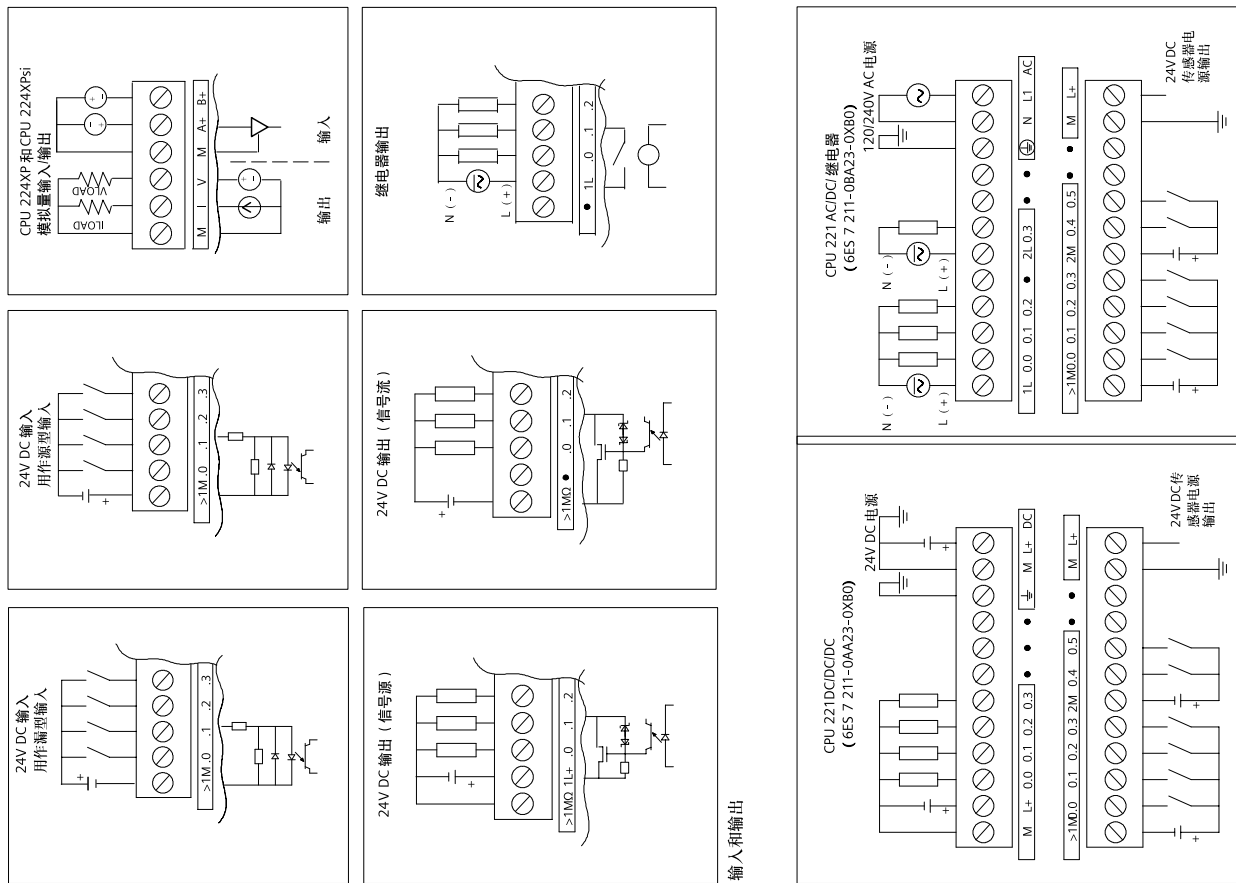 24V DC 输入
用作漏型输入
+
>1M .0 .1 .2 .3
24V DC 输入
用作源型输入
+
>1M .0 .1 .2 .3
CPU 224XP 和 CPU 224XPsi
模拟量输入/输出
ILOAD
VLOAD
+ -
+ -
M I V M A+ B+
+ -
输出
输入
24V DC 输出（信号源）
+
>1MΩ 1L+ .0 .1 .2
24V DC 输出（信号流）
+
>1MΩ ● .0 .1 .2
继电器输出
N (-)
L (+)
● 1L .0 .1 .2
输入和输出
CPU 221DC/DC/DC
( 6ES 7 211-0AA23-0XB0)
24V DC 电源
+
+
M L+ 0.0 0.1 0.2 0.3 ● ● M L+ DC
>1M0.0 0.1 0.2 0.3 2M 0.4 0.5 ● ● M L+
+
+
24V DC传
感器电源
输出
CPU 221 AC/DC/继电器
( 6ES 7 211-0BA23-0XB0)
120/240V AC 电源
N (-)
L (+)
N (-)
L (+)
1L 0.0 0.1 0.2 ● 2L 0.3 ● ● N L1 AC
>1M0.0 0.1 0.2 0.3 2M 0.4 0.5 ● ● M L+
+
+
24V DC
传感器电
源输出